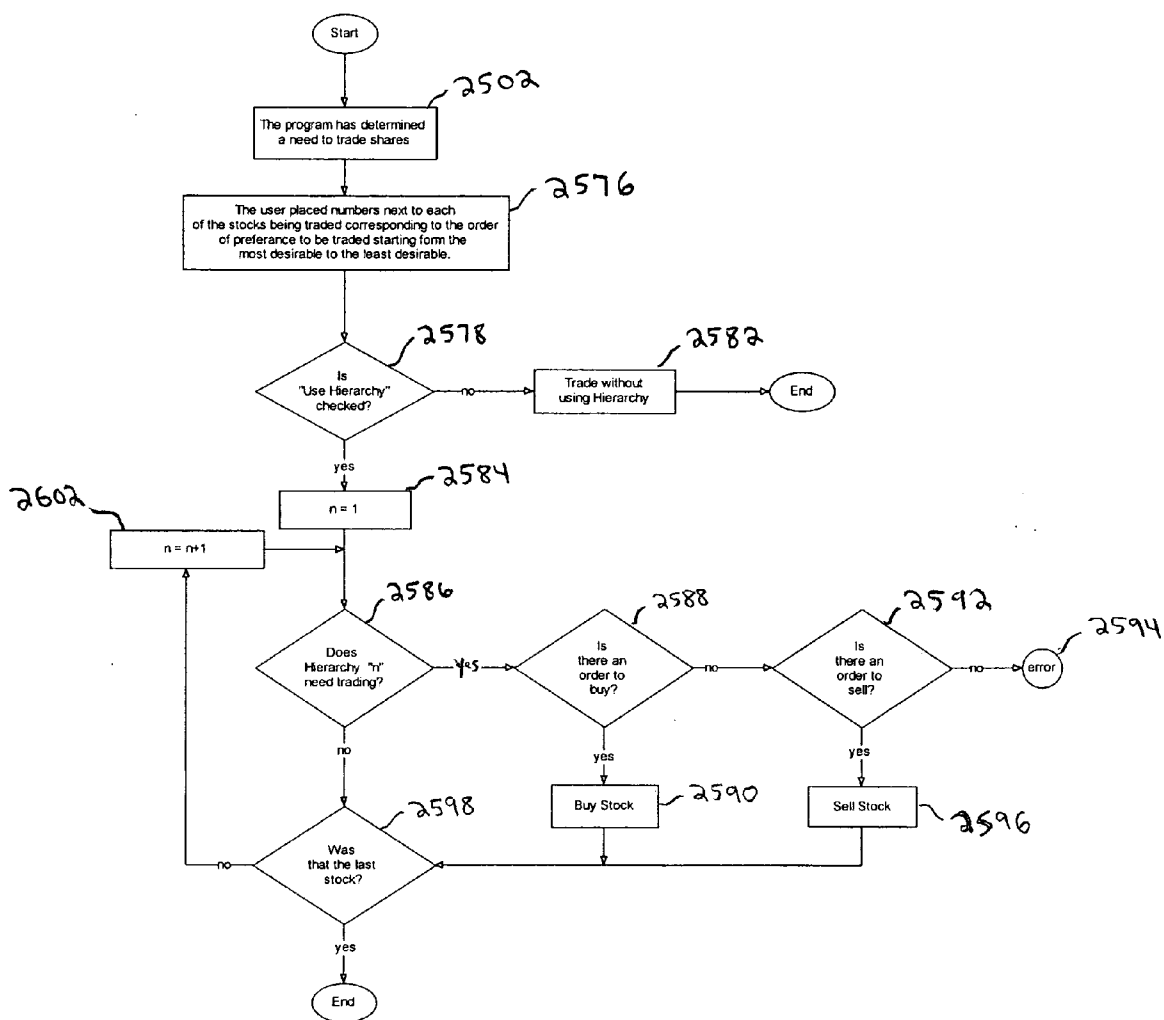 Start
2502
The program has determined
a need to trade shares
2576
The user placed numbers next to each
of the stocks being traded corresponding to the order
of preferance to be traded starting form the
most desirable to the least desirable.
2578
Is
"Use Hierarchy"
checked?
no
2582
Trade without
using Hierarchy
End
yes
2584
n = 1
2602
n = n+1
2586
Does
Hierarchy "n"
need trading?
yes
2588
Is
there an
order to
buy?
no
2592
Is
there an
order to
sell?
no
2594
error
no
yes
Buy Stock
2590
yes
Sell Stock
2596
2598
Was
that the last
stock?
no
yes
End